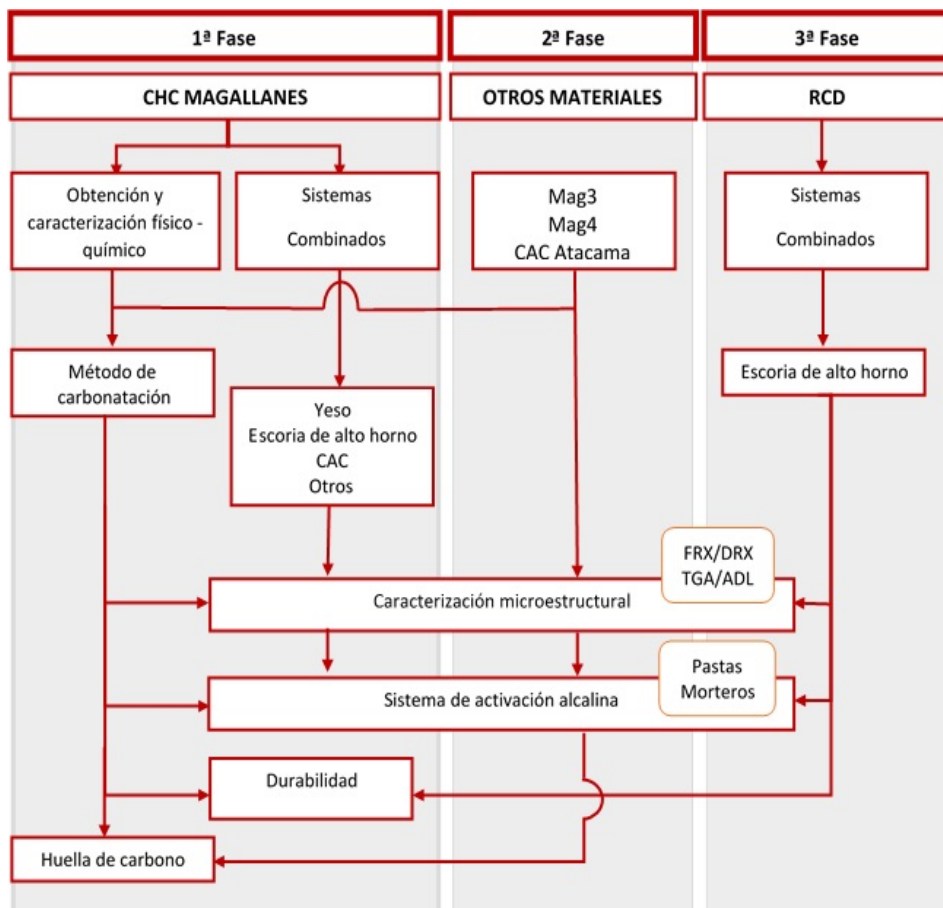 1ª Fase
2ª Fase
3ª Fase
CHC MAGALLANES
OTROS MATERIALES
RCD
Obtención y
caracterización físico -
químico
Sistemas
Combinados
Mag3
Mag4
CAC Atacama
Sistemas
Combinados
Método de
carbonatación
Escoria de alto horno
Yeso
Escoria de alto horno
CAC
Otros
FRX/DRX
TGA/ADL
Caracterización microestructural
Pastas
Morteros
Sistema de activación alcalina
Durabilidad
Huella de carbono